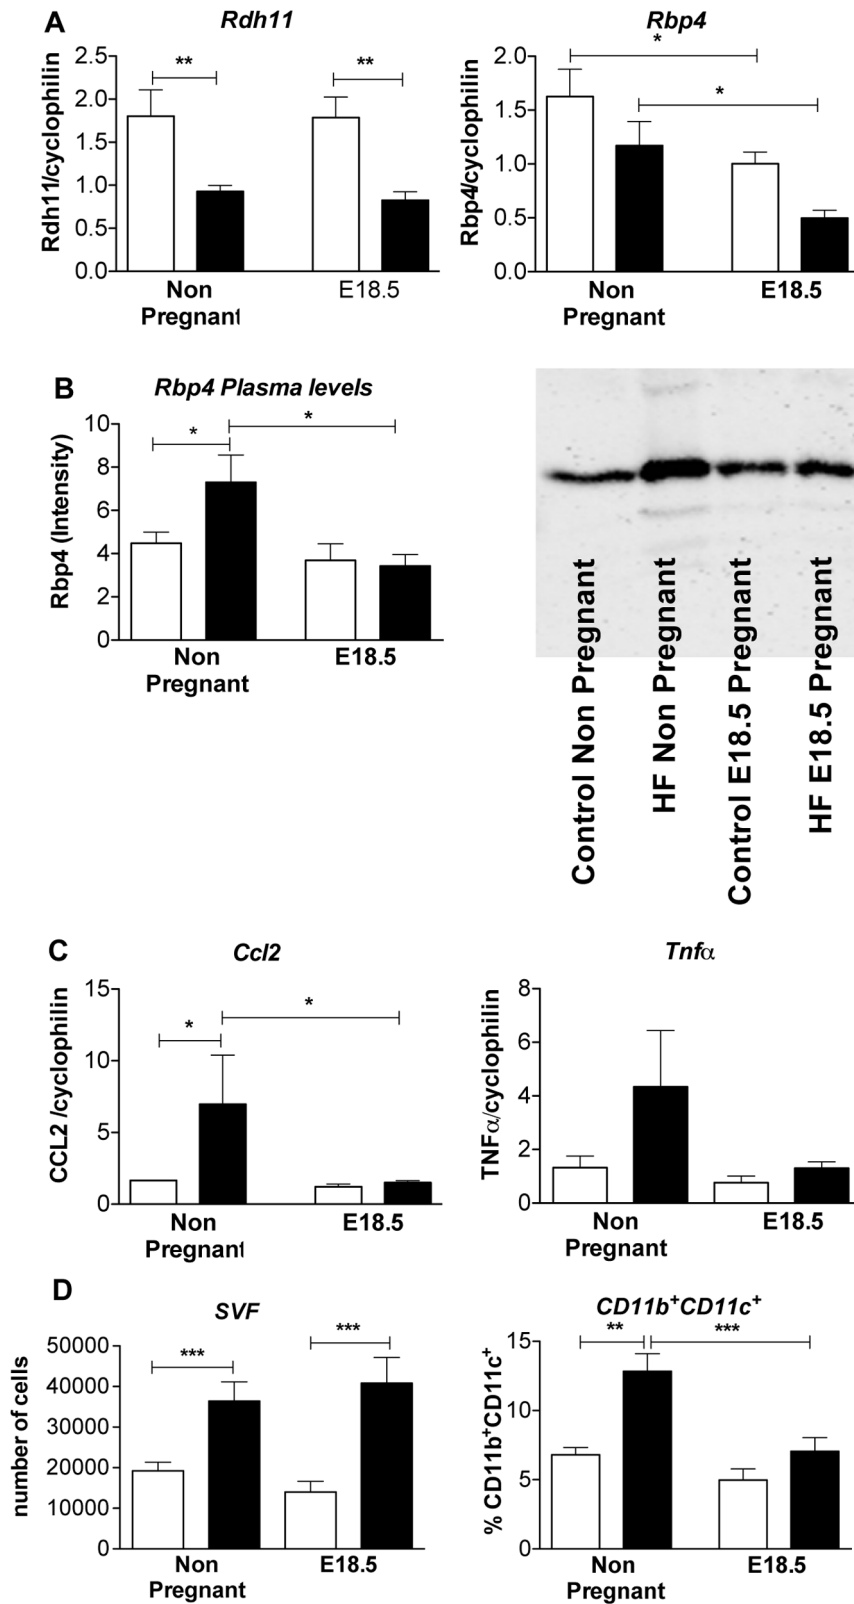 A
Rdh11
Rbp4
Rdh11/cyclophilin
2.5
2.0
1.5
1.0
0.5
0.0
**
**
Non
Pregnant
E18.5
Rbp4/cyclophilin
2.0
1.5
1.0
0.5
0.0
*
*
Non
Pregnant
E18.5
B
Rbp4 Plasma levels
Rbp4 (Intensity)
10
8
6
4
2
0
*
*
Non
Pregnant
E18.5
Control Non Pregnant
HF Non Pregnant
Control E18.5 Pregnant
HF E18.5 Pregnant
C
Ccl2
CCL2 /cyclophilin
15
10
5
0
*
*
Non
Pregnant
E18.5
Tnfα
TNFα/cyclophilin
8
6
4
2
0
Non
Pregnant
E18.5
D
SVF
number of cells
50000
40000
30000
20000
10000
0
***
***
Non
Pregnant
E18.5
CD11b⁺CD11c⁺
% CD11b⁺CD11c⁺
15
10
5
0
**
***
Non
Pregnant
E18.5